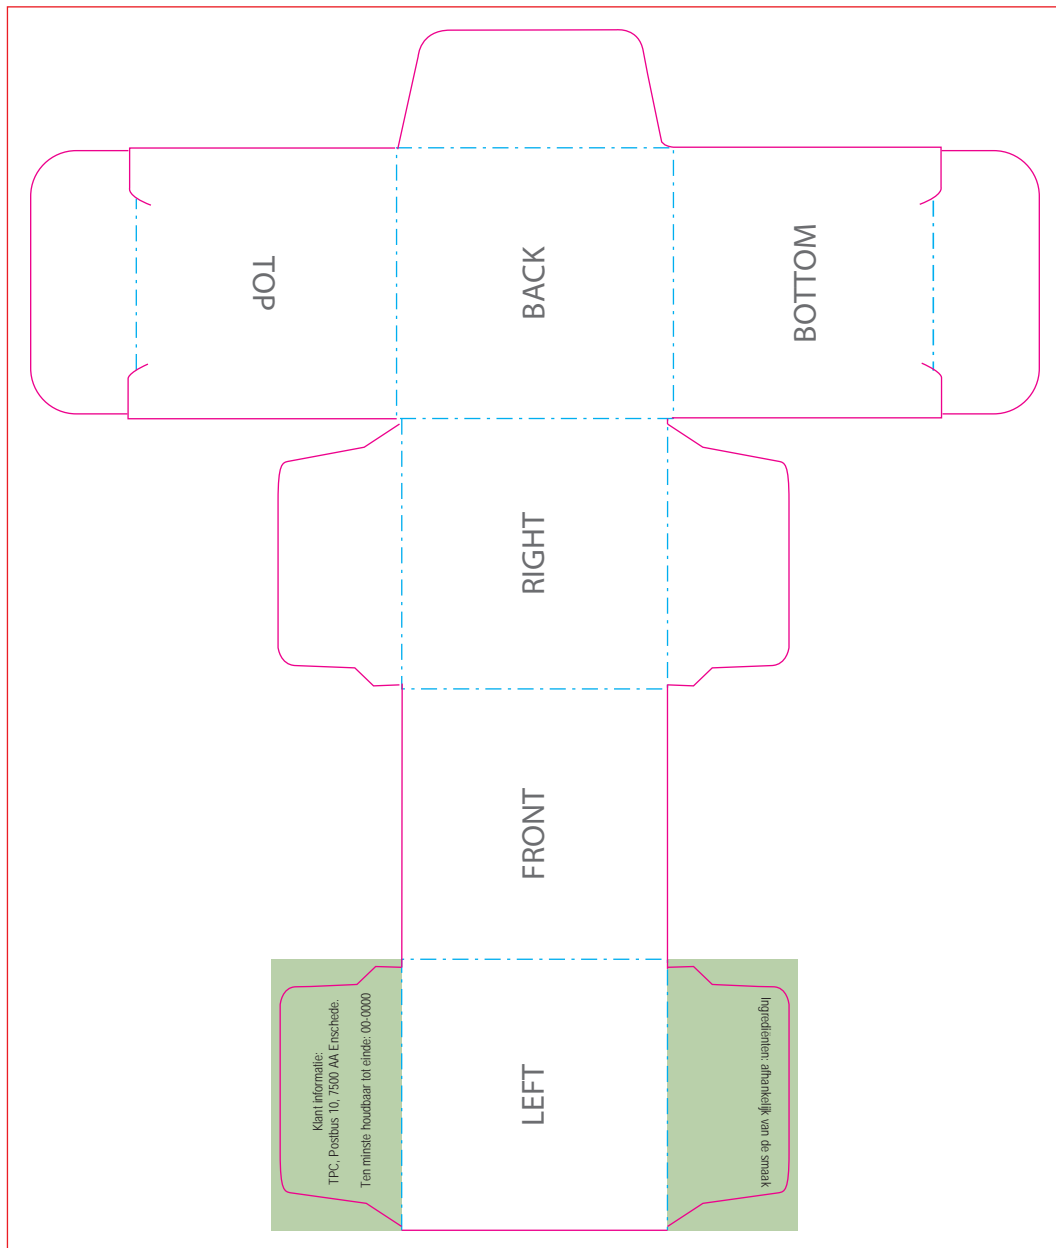 TOP
BACK
BOTTOM
RIGHT
FRONT
LEFT
Klant informatie:
TPC, Postbus 10, 7500 AA Enschede.
Ten minste houdbaar tot einde: 00-0000
Ingrediënten: afhankelijk van de smaak